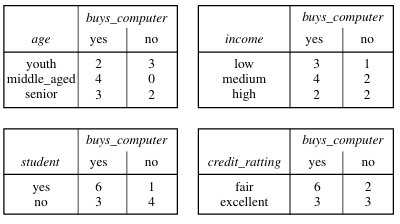 buys_computer
age yes no
youth 2 3
middle_aged 4 0
senior 3 2
buys_computer
income yes no
low 3 1
medium 4 2
high 2 2
buys_computer
student yes no
yes 6 1
no 3 4
buys_computer
credit_ratting yes no
fair 6 2
excellent 3 3